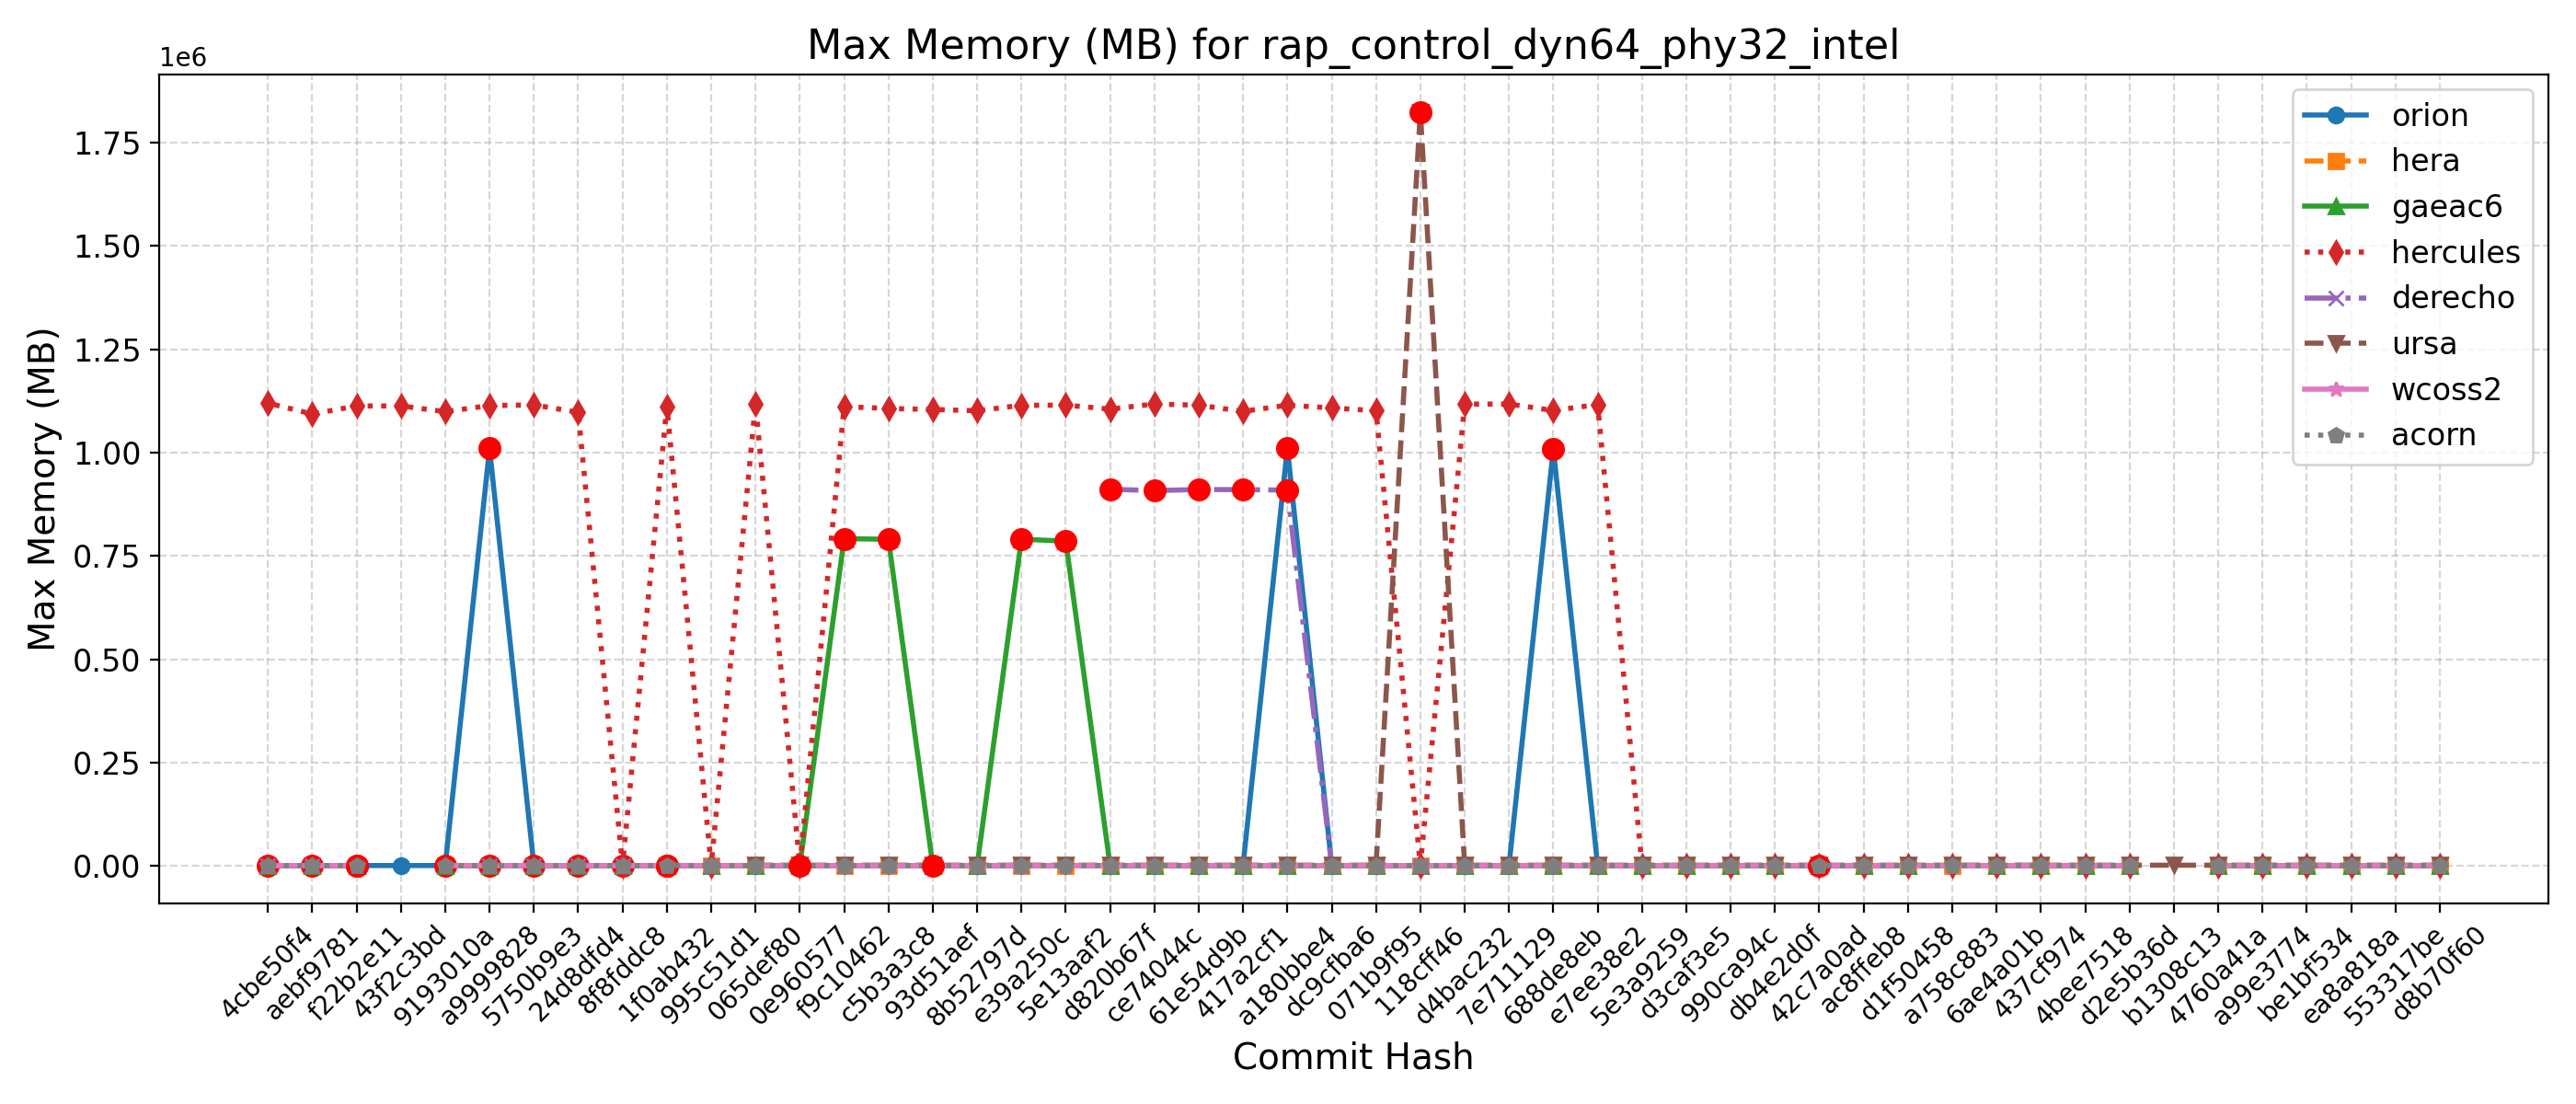 Max Memory (MB) for rap_control_dyn64_phy32_intel
1e6
Max Memory (MB)
1.75
1.50
1.25
1.00
0.75
0.50
0.25
0.00
orion
hera
gaeac6
hercules
derecho
ursa
wcoss2
acorn
4cbe50f4
aebf9781
f22b2e11
43f2c3bd
9193010a
a9999828
5750b9e3
24d8dfd4
8f8fddc8
1f0ab432
995c51d1
065def80
0e960577
f9c10462
c5b3a3c8
93d51aef
8b52797d
e39a250c
5e13aaf2
d820b67f
ce74044c
61e54d9b
417a2cf1
a180bbe4
dc9cfba6
071b9f95
118cff46
d4bac232
7e711129
688de8eb
e7ee38e2
5e3a9259
d3caf3e5
990ca94c
db4e2d0f
42c7a0ad
ac8ffeb8
d1f50458
a758c883
6ae4a01b
437cf974
4bee7518
d2e5b36d
b1308c13
4760a41a
a99e3774
be1bf534
ea8a818a
553317be
d8b70f60
Commit Hash